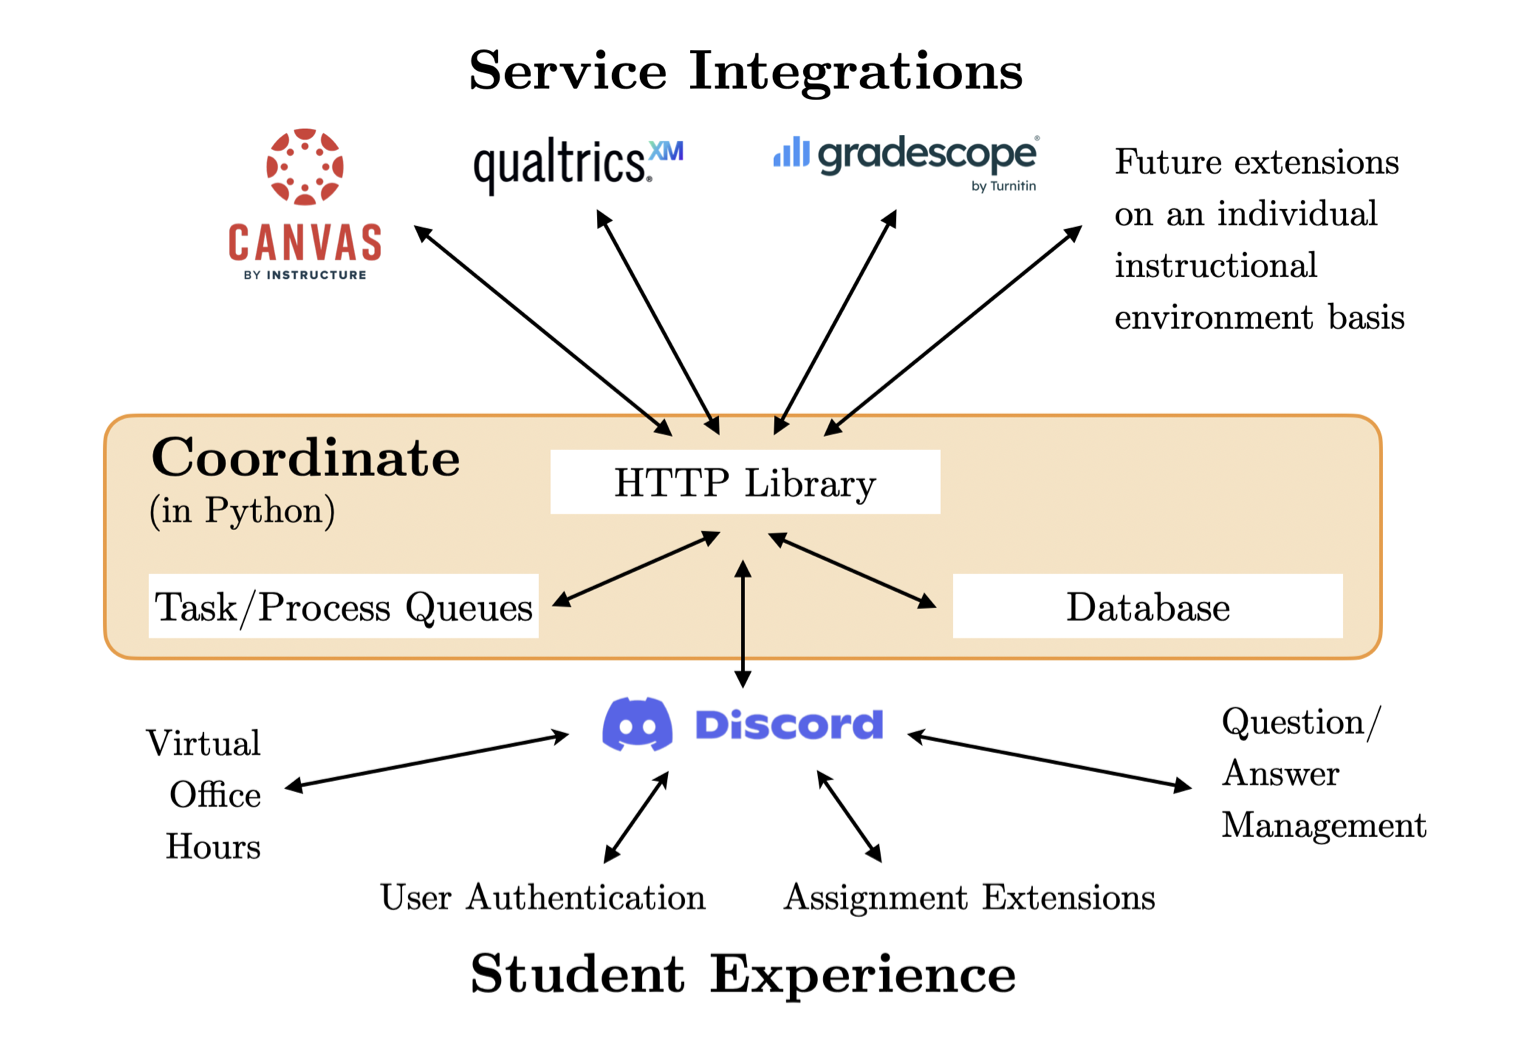 Service Integrations
CANVAS
BY INSTRUCTURE
qualtrics.XM
gradescope®
by Turnitin
Future extensions
on an individual
instructional
environment basis
Coordinate
(in Python)
HTTP Library
Task/Process Queues
Database
Discord
Virtual
Office
Hours
Question/
Answer
Management
User Authentication
Assignment Extensions
Student Experience